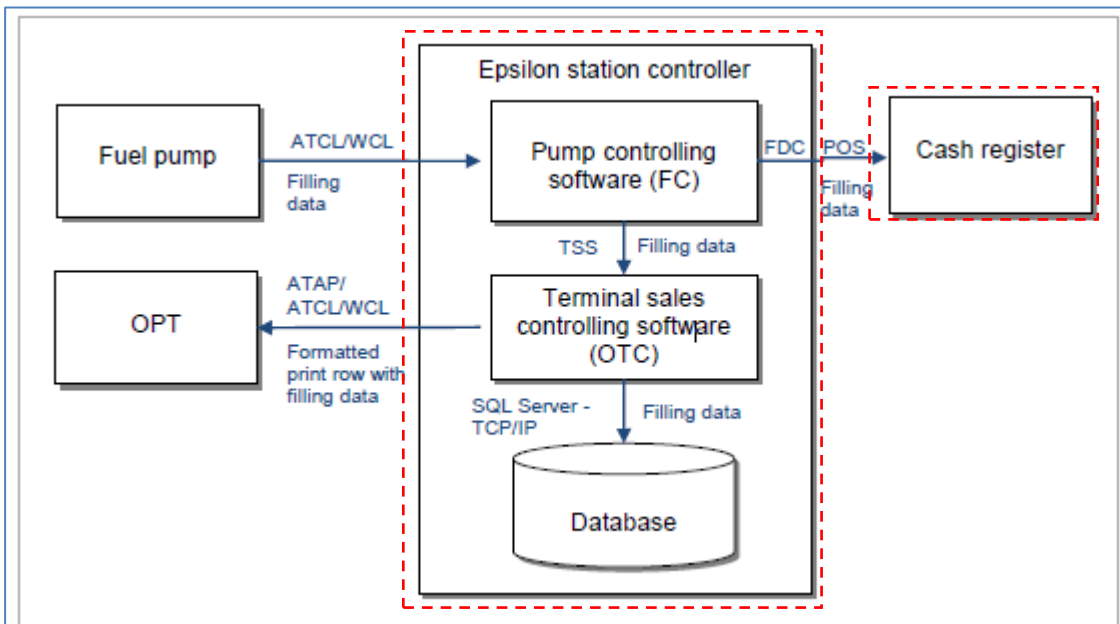 Epsilon station controller
Fuel pump
ATCL/WCL
Filling
data
Pump controlling
software (FC)
FDC
POS
Filling
data
Cash register
TSS
Filling data
OPT
ATAP/
ATCL/WCL
Formatted
print row with
filling data
Terminal sales
controlling software
(OTC)
SQL Server -
TCP/IP
Filling data
Database